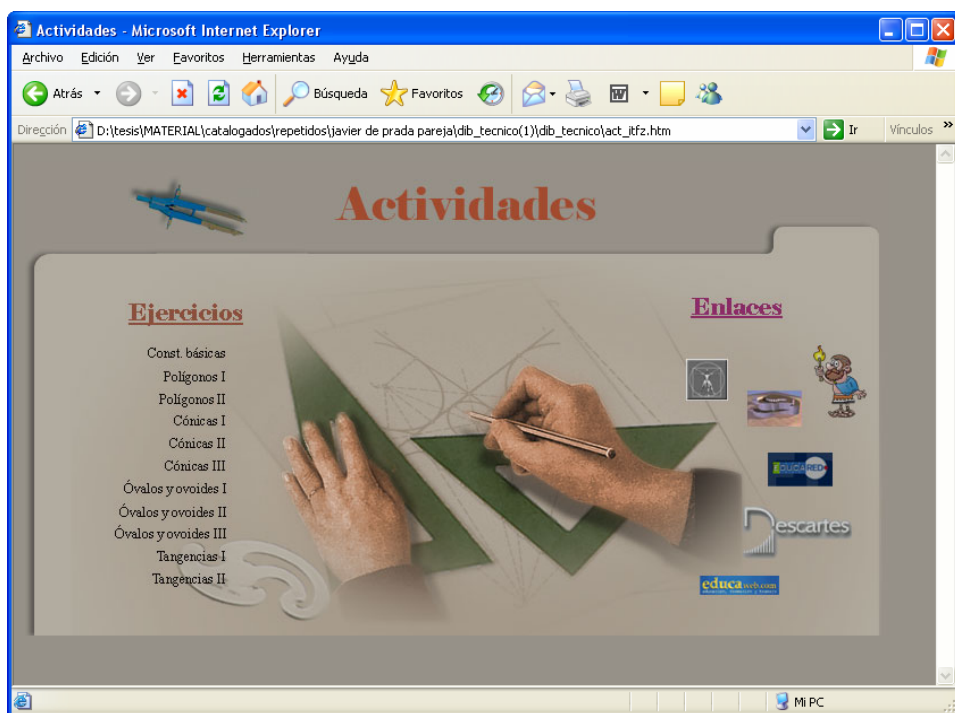 Actividades - Microsoft Internet Explorer
Archivo Edición Ver Favoritos Herramientas Ayuda
Atrás Búsqueda Favoritos
Dirección D:\tesis\MATERIAL\catalogados\repetidos\javier de prada pareja\dib_tecnico(1)\dib_tecnico\act_itfz.htm Ir Vínculos »
Actividades
Ejercicios
Const. básicas
Polígonos I
Polígonos II
Cónicas I
Cónicas II
Cónicas III
Óvalos y ovoides I
Óvalos y ovoides II
Óvalos y ovoides III
Tangencias I
Tangencias II
Enlaces
EDUCARED
Descartes
educaweb.com
Mi PC